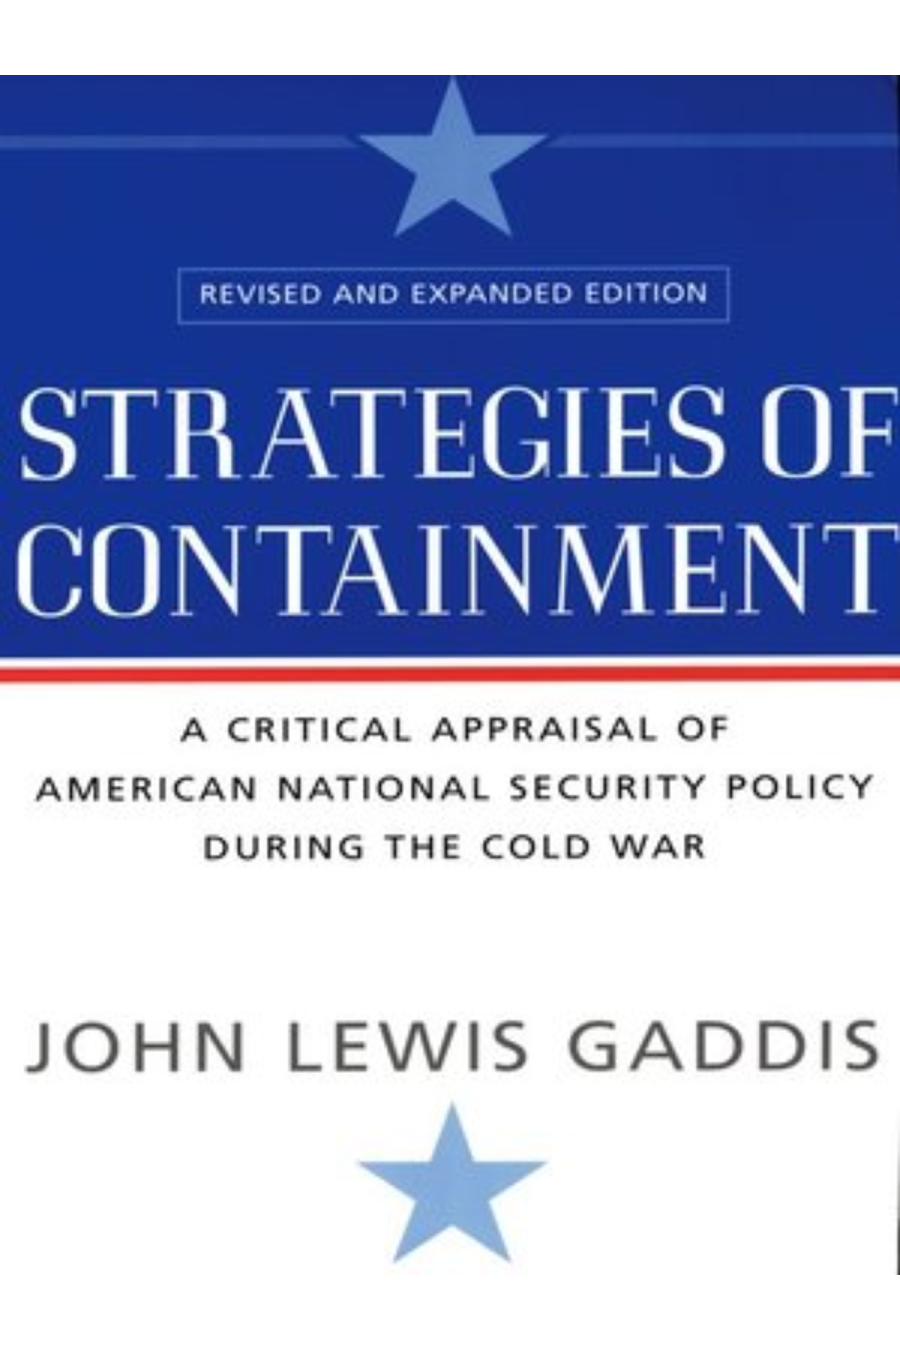 REVISED AND EXPANDED EDITION
STRATEGIES OF
CONTAINMENT
A CRITICAL APPRAISAL OF
AMERICAN NATIONAL SECURITY POLICY
DURING THE COLD WAR
JOHN LEWIS GADDIS